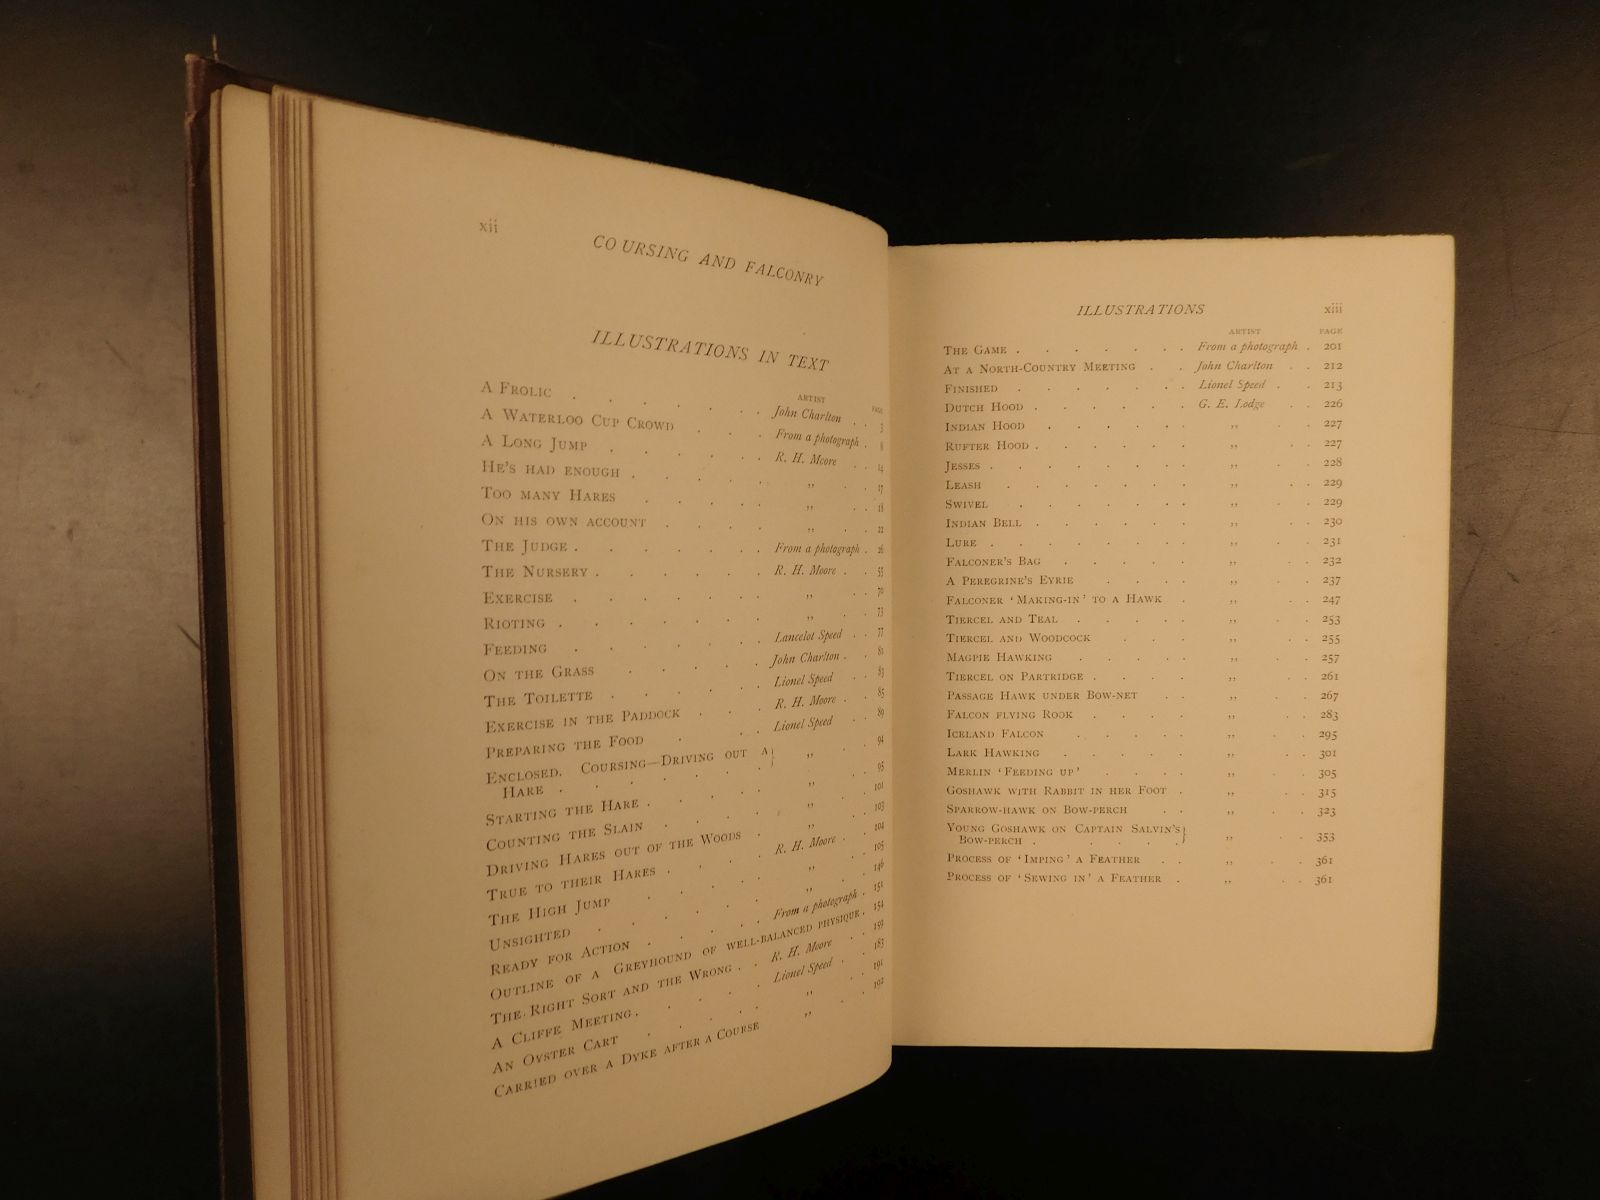 xii
COURSING AND FALCONRY
ILLUSTRATIONS IN TEXT
ARTIST PAGE
A FROLIC . . . . . . John Charlton . . 3
A WATERLOO CUP CROWD . . . From a photograph . 8
A LONG JUMP . . . . . . R. H. Moore . . 14
HE'S HAD ENOUGH . . . . . ,, . . 17
TOO MANY HARES . . . . ,, . . 18
ON HIS OWN ACCOUNT . . . . ,, . . 22
THE JUDGE . . . . . . From a photograph . 26
THE NURSERY . . . . . . R. H. Moore . . 55
EXERCISE . . . . . . ,, . . 70
RIOTING . . . . . . ,, . . 73
FEEDING . . . . . . Lancelot Speed . . 77
ON THE GRASS . . . . . John Charlton . . 81
THE TOILETTE . . . . . Lionel Speed . . 83
EXERCISE IN THE PADDOCK . . . R. H. Moore . . 85
PREPARING THE FOOD . . . Lionel Speed . . 89
ENCLOSED COURSING—DRIVING OUT A } ,, . . 94
HARE . . . . . .
STARTING THE HARE . . . . . ,, . . 95
COUNTING THE SLAIN . . . . ,, . . 101
DRIVING HARES OUT OF THE WOODS . ,, . . 103
TRUE TO THEIR HARES . . . . R. H. Moore . . 104
THE HIGH JUMP . . . . . ,, . . 105
UNSIGHTED . . . . . ,, . . 146
READY FOR ACTION . . . . From a photograph . 151
OUTLINE OF A GREYHOUND OF WELL-BALANCED PHYSIQUE . 154
THE RIGHT SORT AND THE WRONG . . R. H. Moore . .
A CLIFFE MEETING . . . . Lionel Speed . . 183
AN OYSTER CART . . . . ,, . . 191
CARRIED OVER A DYKE AFTER A COURSE ,, . . 192
ILLUSTRATIONS xiii
ARTIST PAGE
THE GAME . . . . . . . From a photograph . 201
AT A NORTH-COUNTRY MEETING . . John Charlton . . 212
FINISHED . . . . . . Lionel Speed . . 213
DUTCH HOOD . . . . . . G. E. Lodge . . 226
INDIAN HOOD . . . . . ,, . . 227
RUFTER HOOD . . . . . . ,, . . 227
JESSES . . . . . . . ,, . . 228
LEASH . . . . . . ,, . . 229
SWIVEL . . . . . . ,, . . 229
INDIAN BELL . . . . . ,, . . 230
LURE . . . . . . . ,, . . 231
FALCONER'S BAG . . . . . ,, . . 232
A PEREGRINE'S EYRIE . . . . ,, . . 237
FALCONER 'MAKING-IN' TO A HAWK . ,, . . 247
TIERCEL AND TEAL . . . . . ,, . . 253
TIERCEL AND WOODCOCK . . . ,, . . 255
MAGPIE HAWKING . . . . . ,, . . 257
TIERCEL ON PARTRIDGE . . . . ,, . . 261
PASSAGE HAWK UNDER BOW-NET . . ,, . . 267
FALCON FLYING ROOK . . . . ,, . . 283
ICELAND FALCON . . . . . ,, . . 295
LARK HAWKING . . . . . ,, . . 301
MERLIN 'FEEDING UP' . . . . ,, . . 305
GOSHAWK WITH RABBIT IN HER FOOT . ,, . . 315
SPARROW-HAWK ON BOW-PERCH . . ,, . . 323
YOUNG GOSHAWK ON CAPTAIN SALVIN'S } ,, . . 353
BOW-PERCH . . . . .
PROCESS OF 'IMPING' A FEATHER . . ,, . . 361
PROCESS OF 'SEWING IN' A FEATHER . ,, . . 361